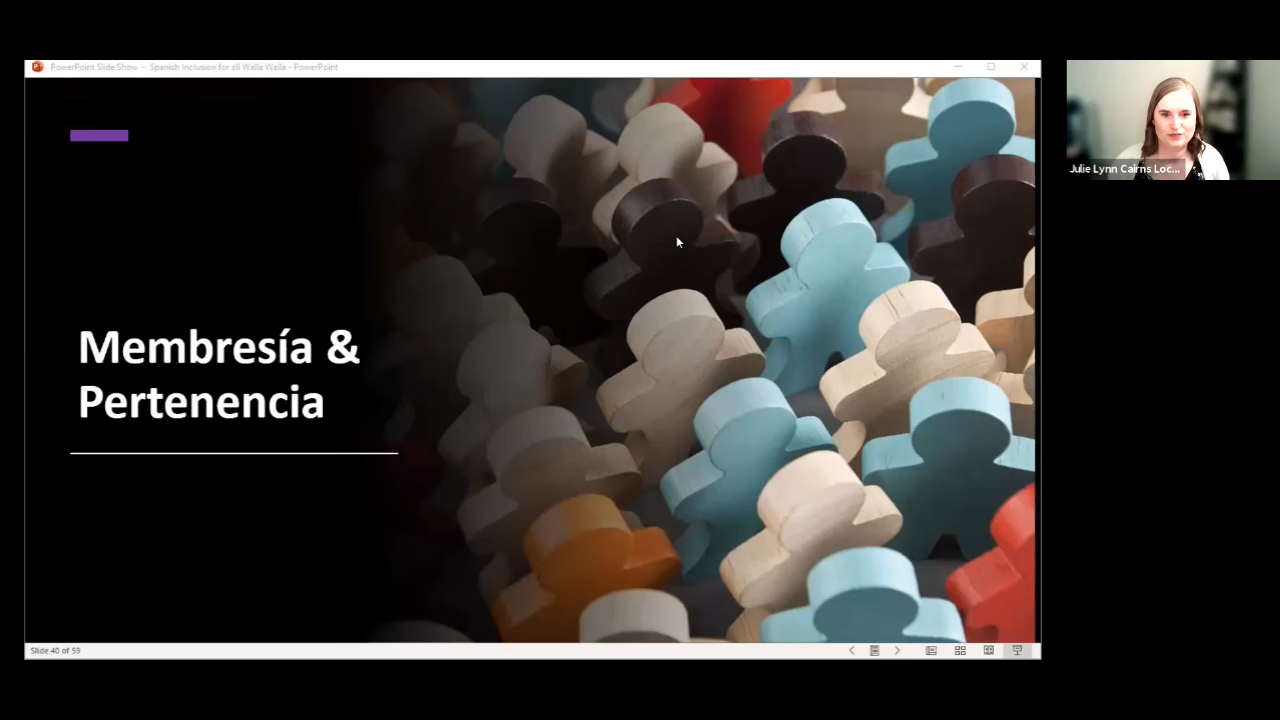 PowerPoint Slide Show - Spanish Inclusion for all Walla Walla - PowerPoint
Membresía &
Pertenencia
Slide 40 of 59
Julie Lynn Cairns Loc...